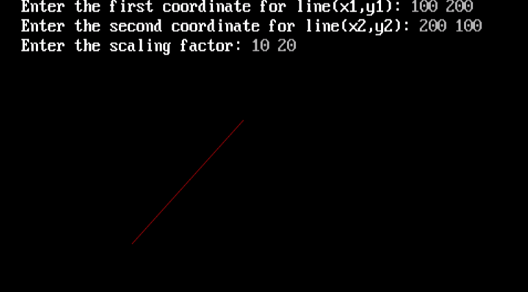 Enter the first coordinate for line(x1,y1): 100 200
Enter the second coordinate for line(x2,y2): 200 100
Enter the scaling factor: 10 20